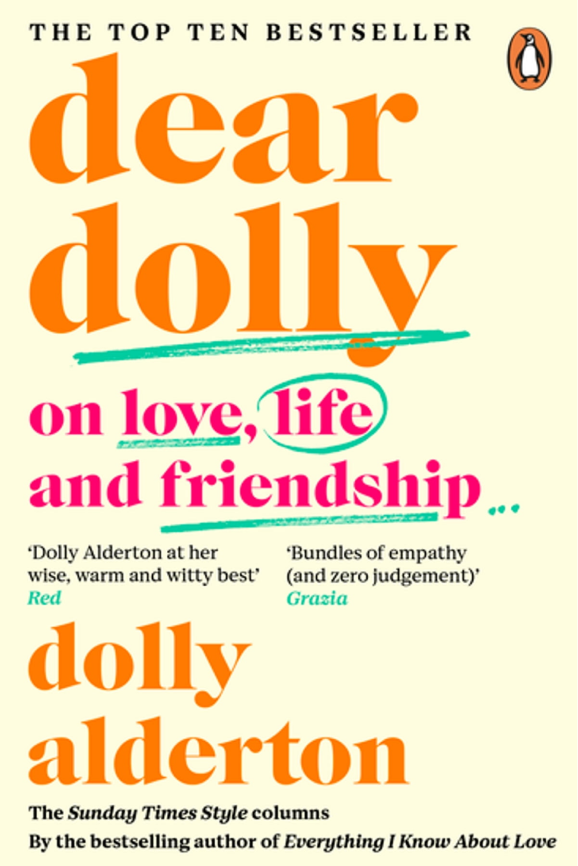 THE TOP TEN BESTSELLER
dear
dolly
on love, life
and friendship...
‘Dolly Alderton at her
wise, warm and witty best’
Red
‘Bundles of empathy
(and zero judgement)’
Grazia
dolly
alderton
The Sunday Times Style columns
By the bestselling author of Everything I Know About Love